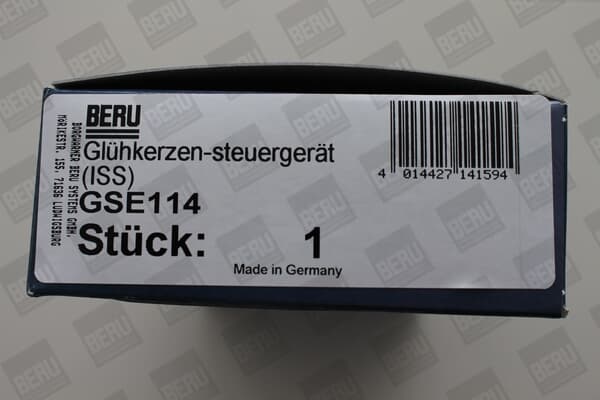 BERU
BORGWARNER BERU SYSTEMS GMBH,
MÖRIKESTR. 155, 71636 LUDWIGSBURG
Glühkerzen-steuergerät
(ISS)
GSE114
Stück: 1
Made in Germany
4 014427 141594